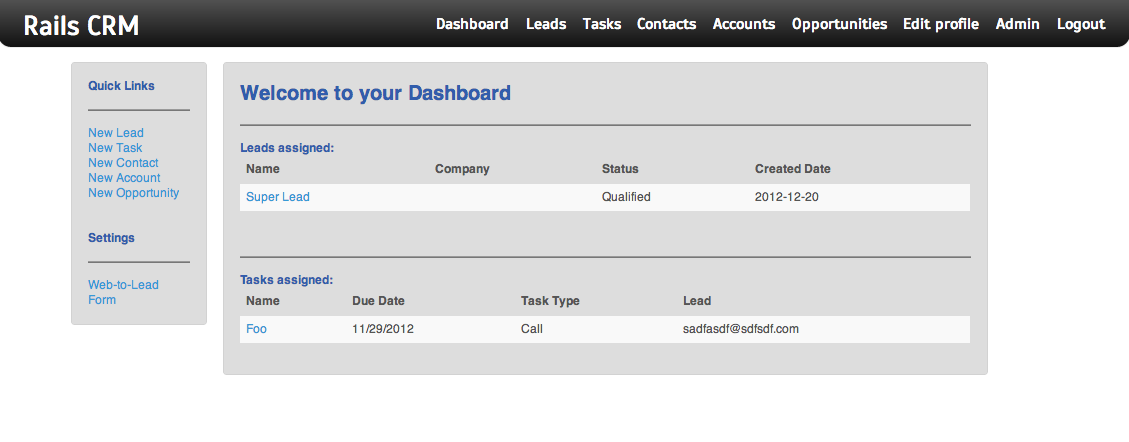 Rails CRM Dashboard Leads Tasks Contacts Accounts Opportunities Edit profile Admin Logout
Quick Links
New Lead
New Task
New Contact
New Account
New Opportunity
Settings
Web-to-Lead
Form
Welcome to your Dashboard
Leads assigned:
Name Company Status Created Date
Super Lead Qualified 2012-12-20
Tasks assigned:
Name Due Date Task Type Lead
Foo 11/29/2012 Call sadfasdf@sdfsdf.com